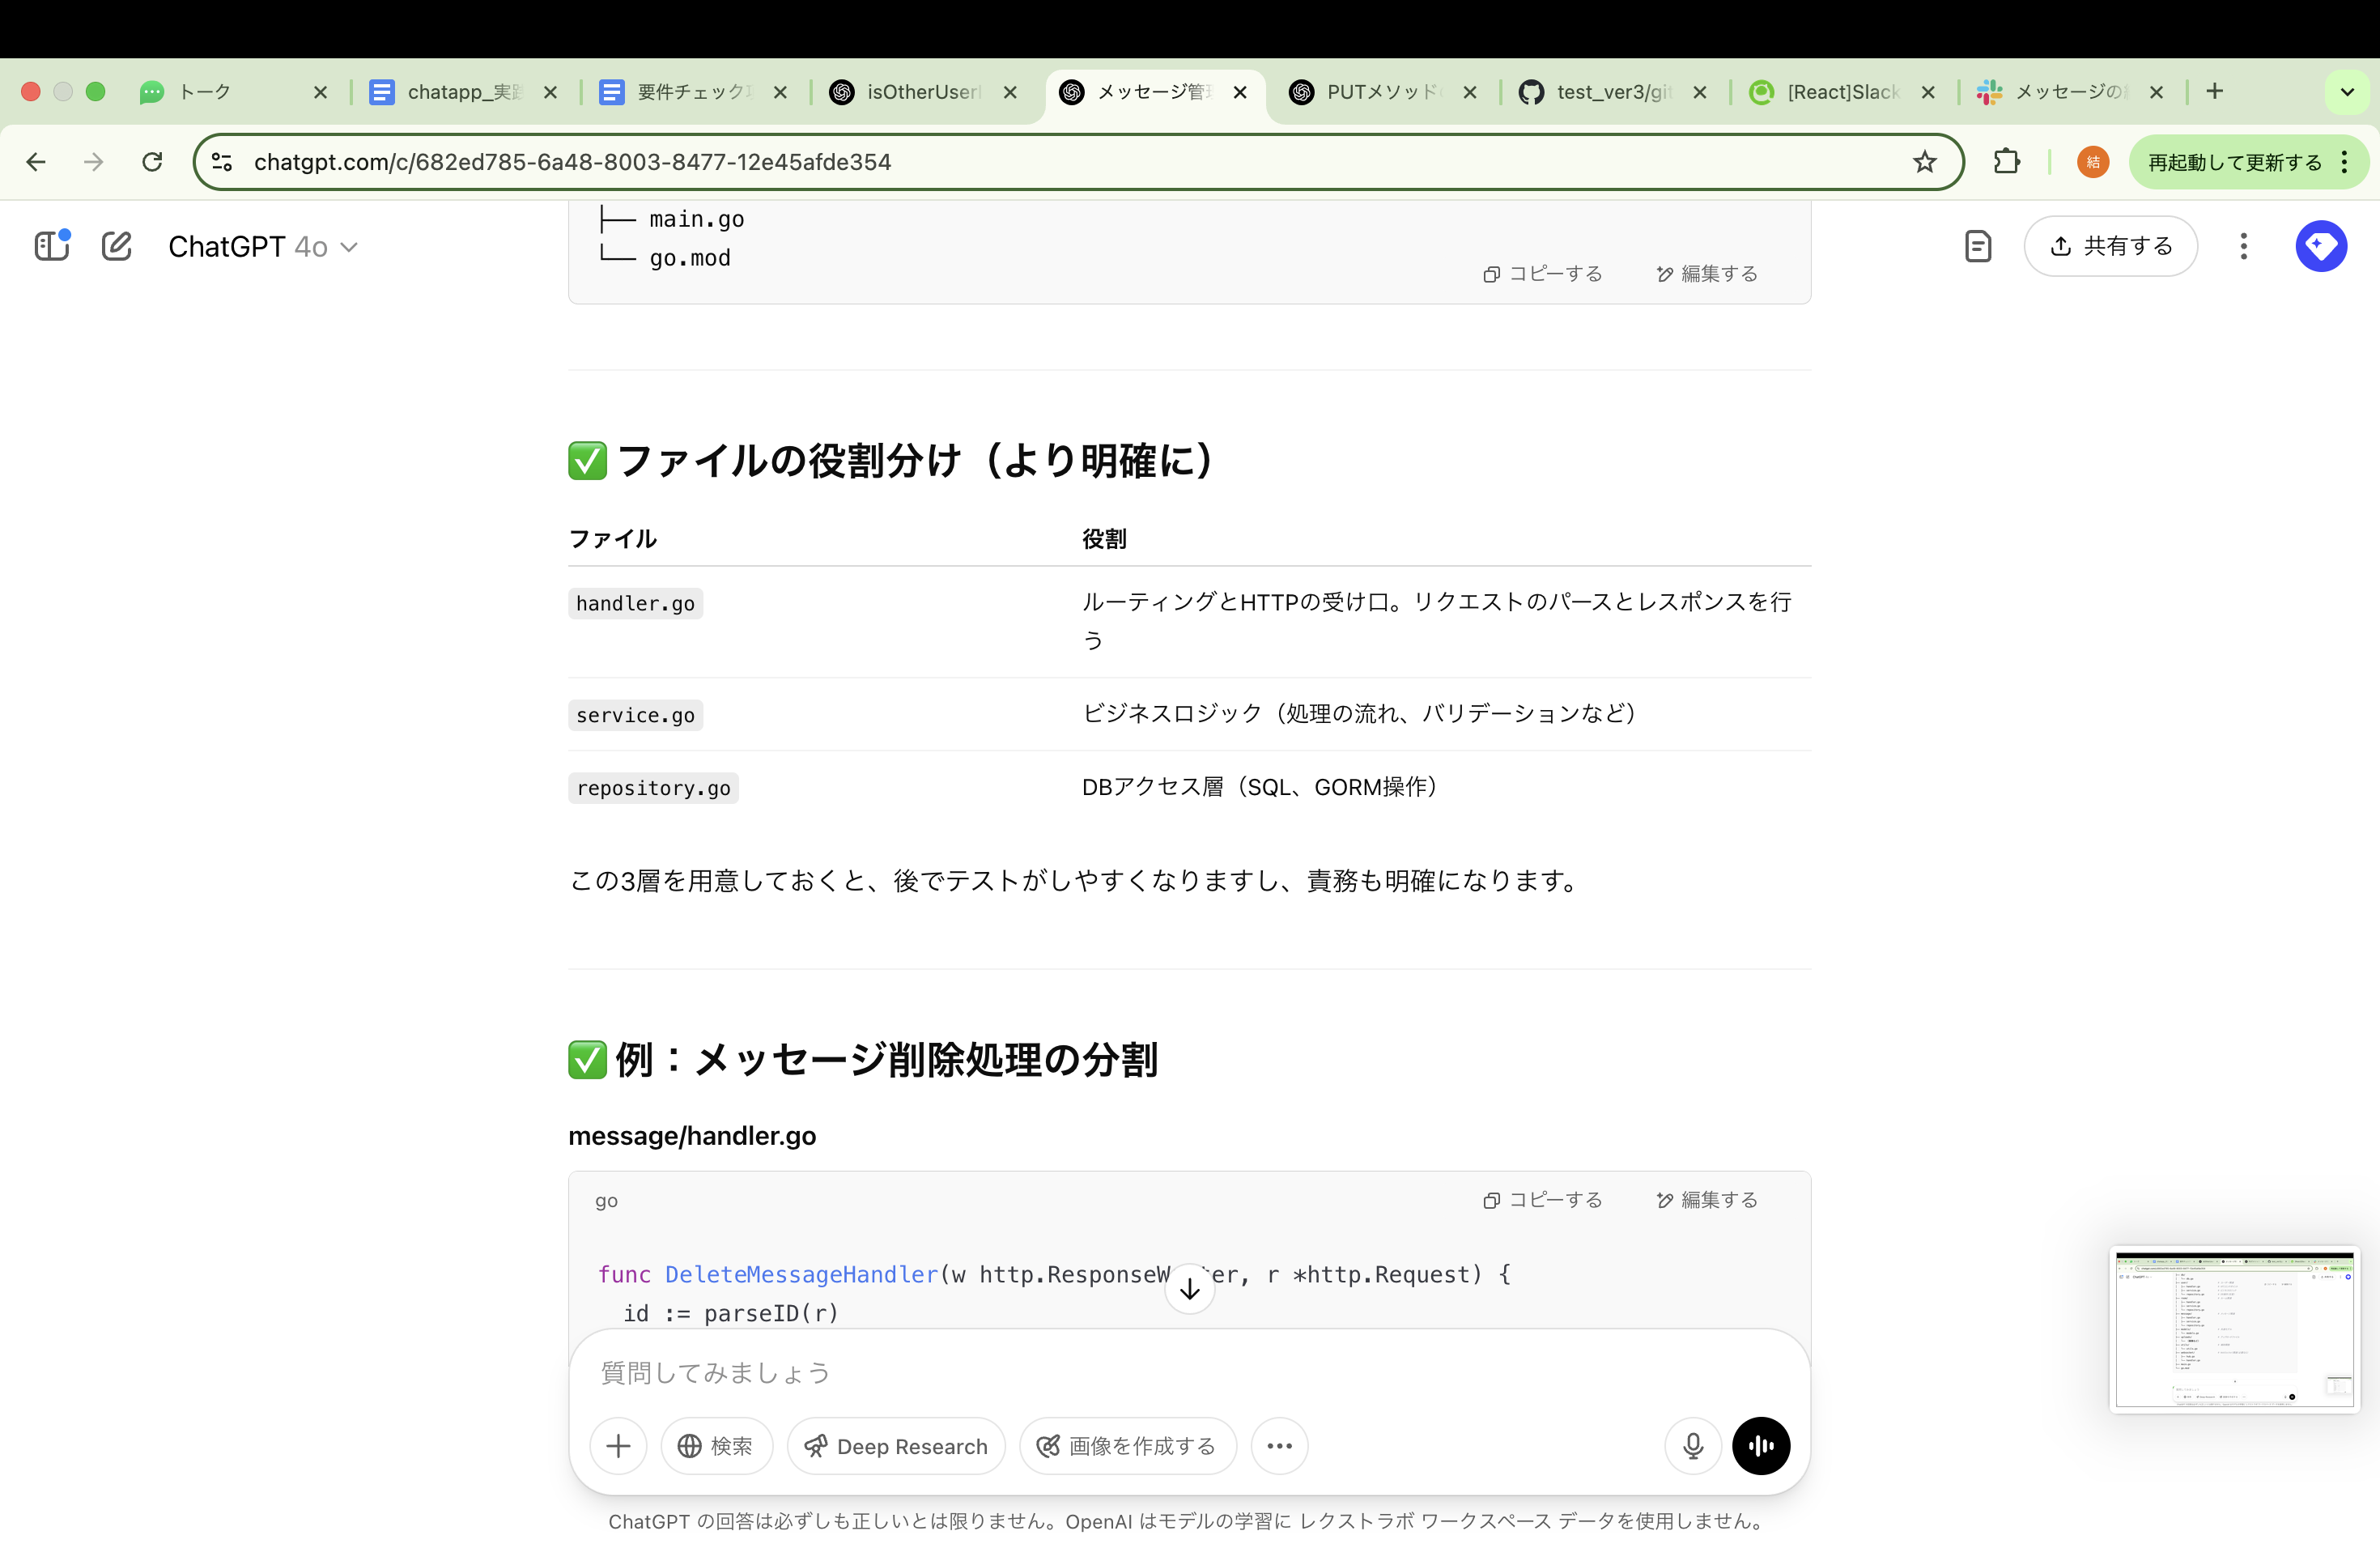 トーク
chatapp_実践
要件チェック
isOtherUser
メッセージ管理
PUTメソッド
test_ver3/git
[React]Slack
メッセージの
chatgpt.com/c/682ed785-6a48-8003-8477-12e45afde354
結
再起動して更新する
ChatGPT 4o
共有する
├── main.go
└── go.mod
コピーする
編集する
✅ ファイルの役割分け（より明確に）
ファイル 役割
handler.go ルーティングとHTTPの受け口。リクエストのパースとレスポンスを行
う
service.go ビジネスロジック（処理の流れ、バリデーションなど）
repository.go DBアクセス層（SQL、GORM操作）
この3層を用意しておくと、後でテストがしやすくなりますし、責務も明確になります。
✅ 例：メッセージ削除処理の分割
message/handler.go
go
コピーする
編集する
func DeleteMessageHandler(w http.ResponseW er, r *http.Request) {
id := parseID(r)
質問してみましょう
検索
Deep Research
画像を作成する
ChatGPT の回答は必ずしも正しいとは限りません。OpenAI はモデルの学習に レクストラボ ワークスペース データを使用しません。